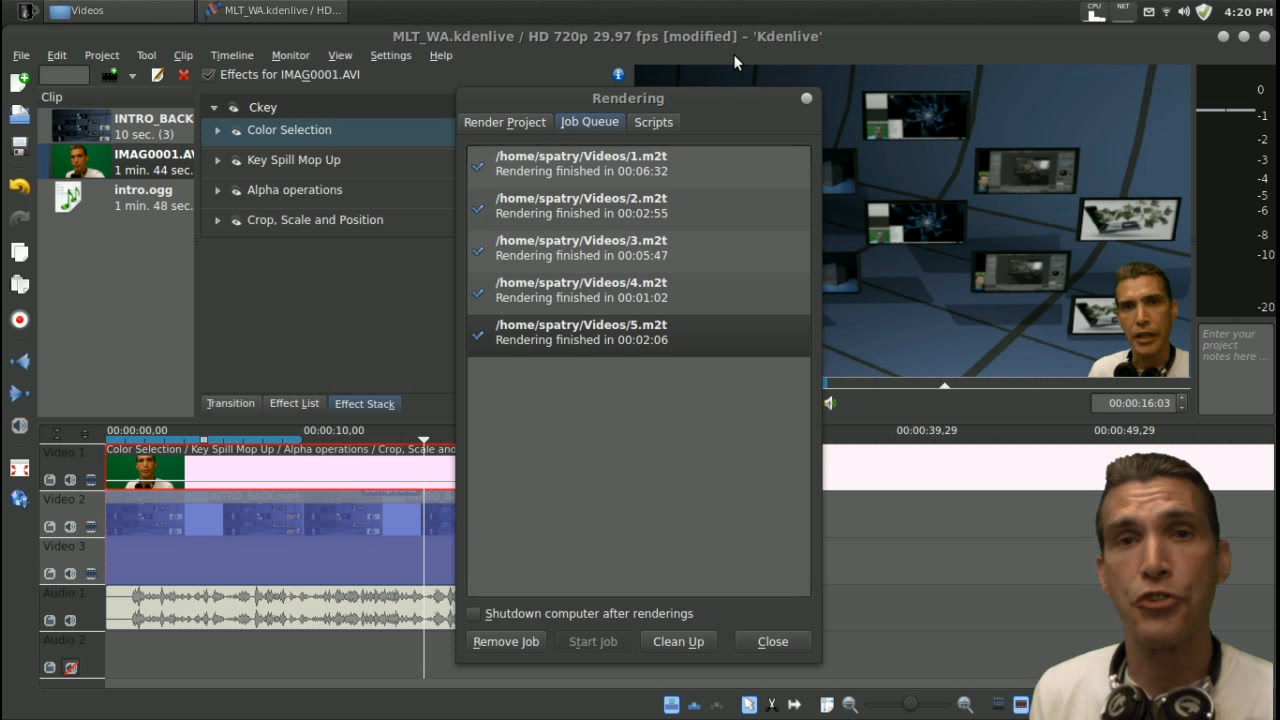 Videos
MLT_WA.kdenlive / HD...
CPU
NET
4:20 PM
MLT_WA.kdenlive / HD 720p 29.97 fps [modified] – 'Kdenlive'
File Edit Project Tool Clip Timeline Monitor View Settings Help
Effects for IMAG0001.AVI
Clip
INTRO_BACK
10 sec. (3)
IMAG0001.AV
1 min. 44 sec.
intro.ogg
1 min. 48 sec.
Ckey
Color Selection
Key Spill Mop Up
Alpha operations
Crop, Scale and Position
Transition Effect List Effect Stack
Rendering
Render Project Job Queue Scripts
/home/spatry/Videos/1.m2t
Rendering finished in 00:06:32
/home/spatry/Videos/2.m2t
Rendering finished in 00:02:55
/home/spatry/Videos/3.m2t
Rendering finished in 00:05:47
/home/spatry/Videos/4.m2t
Rendering finished in 00:01:02
/home/spatry/Videos/5.m2t
Rendering finished in 00:02:06
Shutdown computer after renderings
Remove Job Start Job Clean Up Close
0
-1
-2
-3
-4
-5
-6
-8
-10
-20
Enter your
project
notes here ...
00:00:16:03
00:00:00,00 00:00:10,00 00:00:39,29 00:00:49,29
Video 1
Color Selection / Key Spill Mop Up / Alpha operations / Crop, Scale and
Video 2
INTRO_BACK.mp4
Composite
Video 3
Audio 1
Audio 2